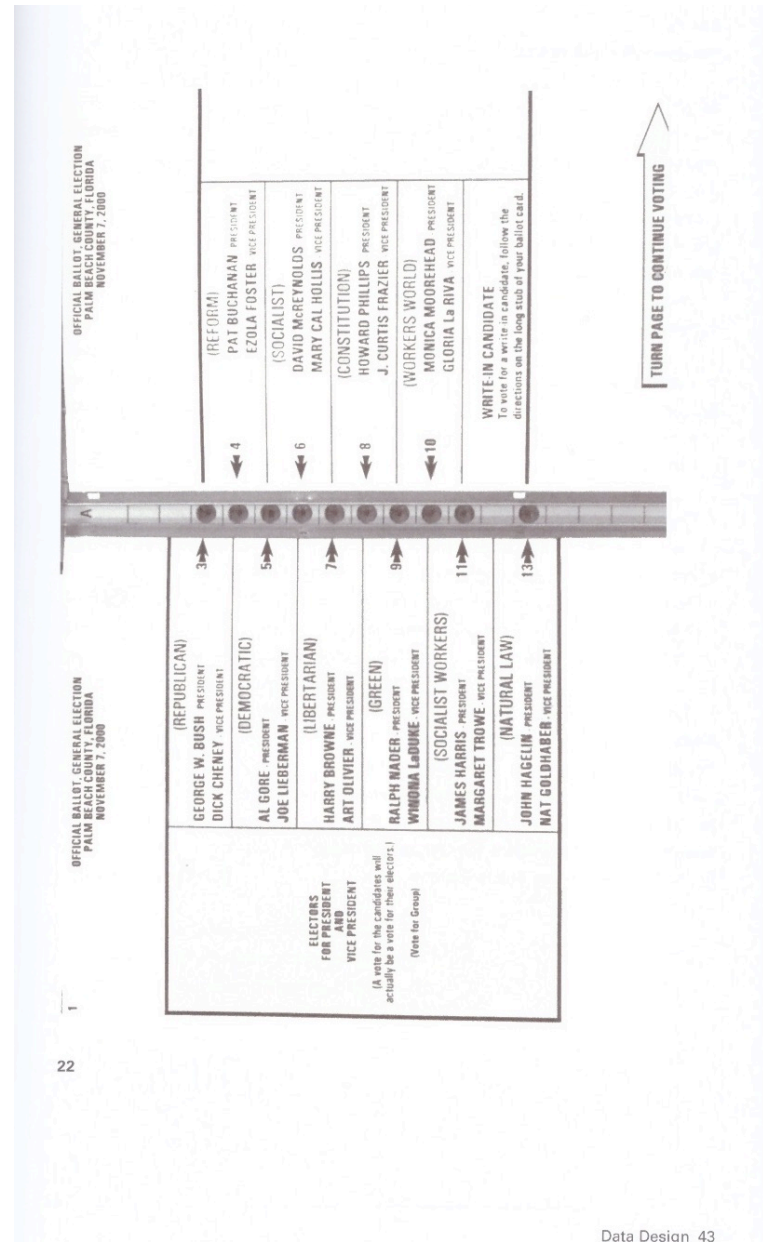 OFFICIAL BALLOT, GENERAL ELECTION
PALM BEACH COUNTY, FLORIDA
NOVEMBER 7, 2000
1
ELECTORS
FOR PRESIDENT
AND
VICE PRESIDENT
(A vote for the candidates will
actually be a vote for their electors.)
(Vote for Group)
(REPUBLICAN)
GEORGE W. BUSH PRESIDENT
DICK CHENEY VICE PRESIDENT
3
(DEMOCRATIC)
AL GORE PRESIDENT
JOE LIEBERMAN VICE PRESIDENT
5
(LIBERTARIAN)
HARRY BROWNE PRESIDENT
ART OLIVIER VICE PRESIDENT
7
(GREEN)
RALPH NADER PRESIDENT
WINONA LaDUKE VICE PRESIDENT
9
(SOCIALIST WORKERS)
JAMES HARRIS PRESIDENT
MARGARET TROWE VICE PRESIDENT
11
(NATURAL LAW)
JOHN HAGELIN PRESIDENT
NAT GOLDHABER VICE PRESIDENT
13
A
OFFICIAL BALLOT, GENERAL ELECTION
PALM BEACH COUNTY, FLORIDA
NOVEMBER 7, 2000
(REFORM)
PAT BUCHANAN PRESIDENT
EZOLA FOSTER VICE PRESIDENT
4
(SOCIALIST)
DAVID McREYNOLDS PRESIDENT
MARY CAL HOLLIS VICE PRESIDENT
6
(CONSTITUTION)
HOWARD PHILLIPS PRESIDENT
J. CURTIS FRAZIER VICE PRESIDENT
8
(WORKERS WORLD)
MONICA MOOREHEAD PRESIDENT
GLORIA La RIVA VICE PRESIDENT
10
WRITE-IN CANDIDATE
To vote for a write-in candidate, follow the
directions on the long stub of your ballot card.
TURN PAGE TO CONTINUE VOTING
22
Data Design 43